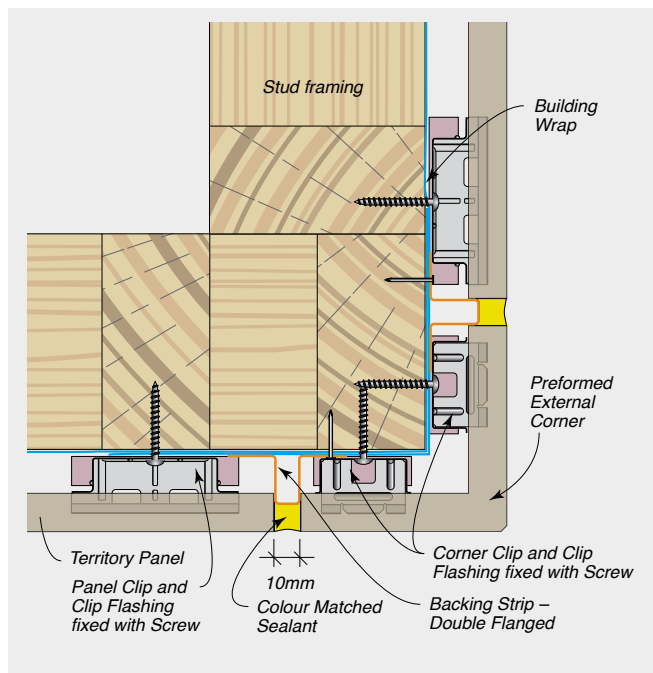 Stud framing
Building
Wrap
Preformed
External
Corner
Territory Panel
Panel Clip and
Clip Flashing
fixed with Screw
10mm
Colour Matched
Sealant
Corner Clip and Clip
Flashing fixed with Screw
Backing Strip –
Double Flanged